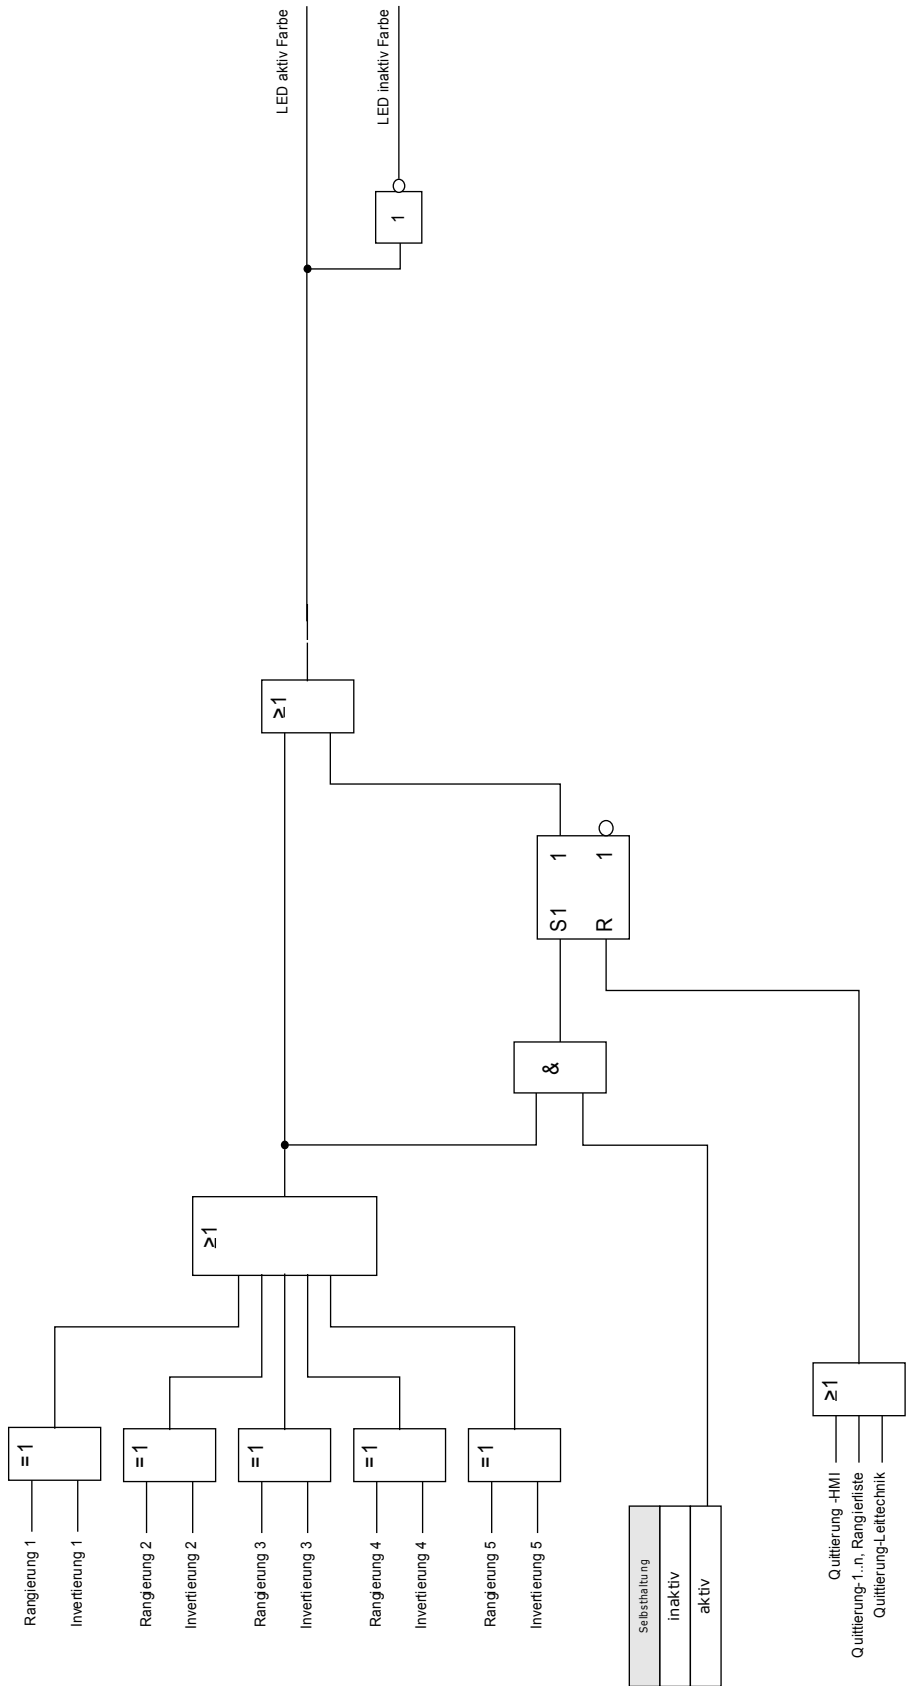 Rangierung 1
=1
Invertierung 1
Rangierung 2
=1
Invertierung 2
Rangierung 3
=1
Invertierung 3
Rangierung 4
=1
Invertierung 4
Rangierung 5
=1
Invertierung 5
≥1
≥1
LED aktiv Farbe
1
LED inaktiv Farbe
&
S1 1
R 1
Selbsthaltung
inaktiv
aktiv
Quittierung -HMI
≥1
Quittierung-1..n, Rangierliste
Quittierung-Leittechnik